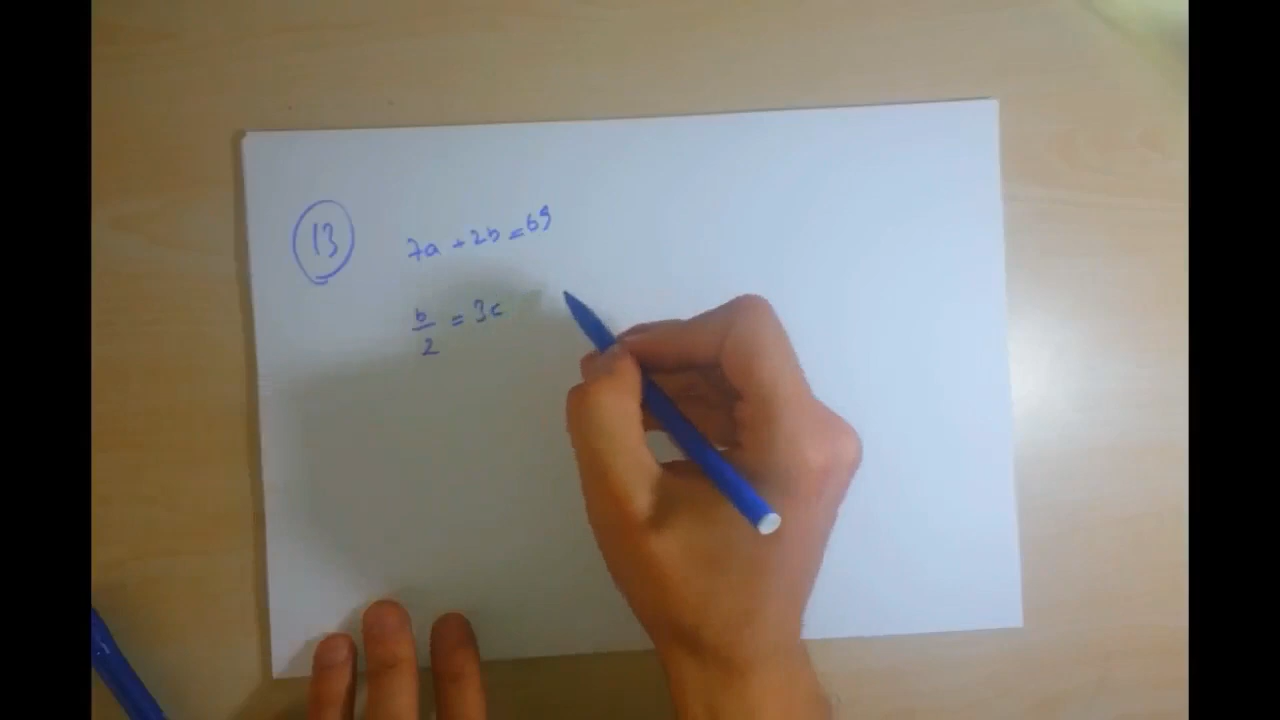 13
7a + 2b = 69
b/2 = 3c